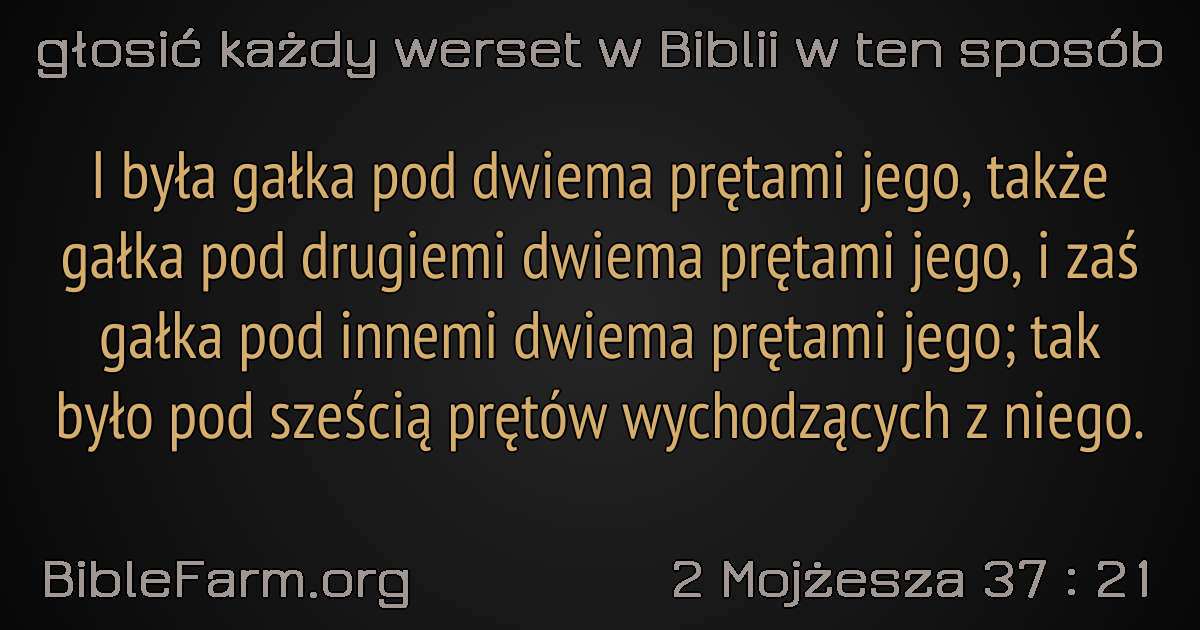 głosić każdy werset w Biblii w ten sposób
I była gałka pod dwiema prętami jego, także
gałka pod drugiemi dwiema prętami jego, i zaś
gałka pod innemi dwiema prętami jego; tak
było pod sześcią prętów wychodzących z niego.
BibleFarm.org
2 Mojżesza 37 : 21